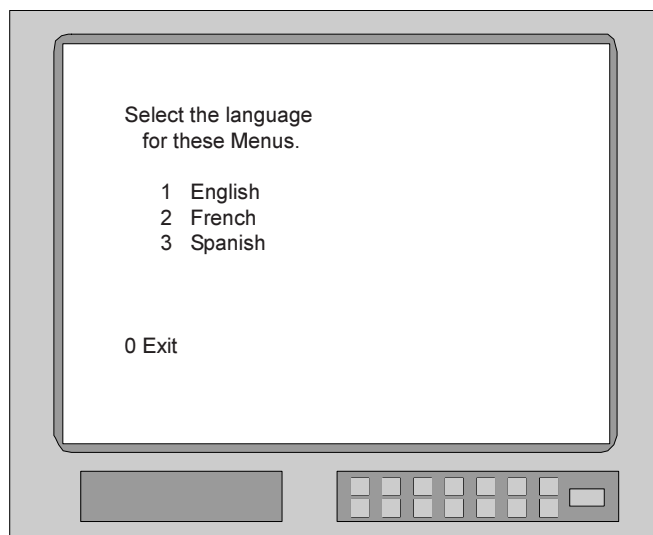 Select the language
for these Menus.
1 English
2 French
3 Spanish
0 Exit